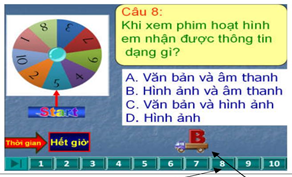 Câu 8:
Khi xem phim hoạt hình
em nhận được thông tin
dạng gì?
A. Văn bản và âm thanh
B. Hình ảnh và âm thanh
C. Văn bản và hình ảnh
D. Hình ảnh
Start
Thời gian
Hết giờ
B
1 2 3 4 5 6 7 8 9 10